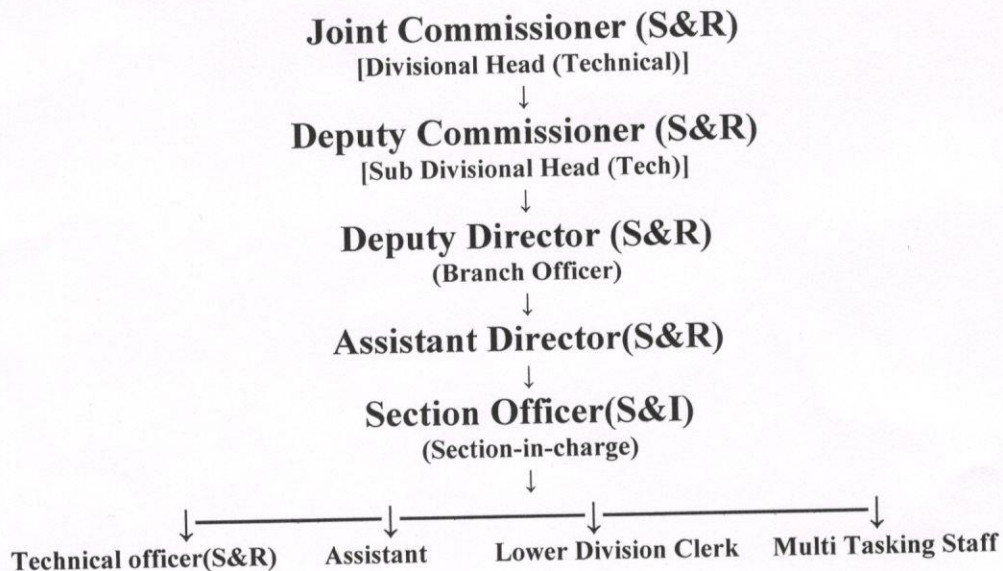 Joint Commissioner (S&R)
[Divisional Head (Technical)]
Deputy Commissioner (S&R)
[Sub Divisional Head (Tech)]
Deputy Director (S&R)
(Branch Officer)
Assistant Director(S&R)
Section Officer(S&I)
(Section-in-charge)
Technical officer(S&R) Assistant Lower Division Clerk Multi Tasking Staff